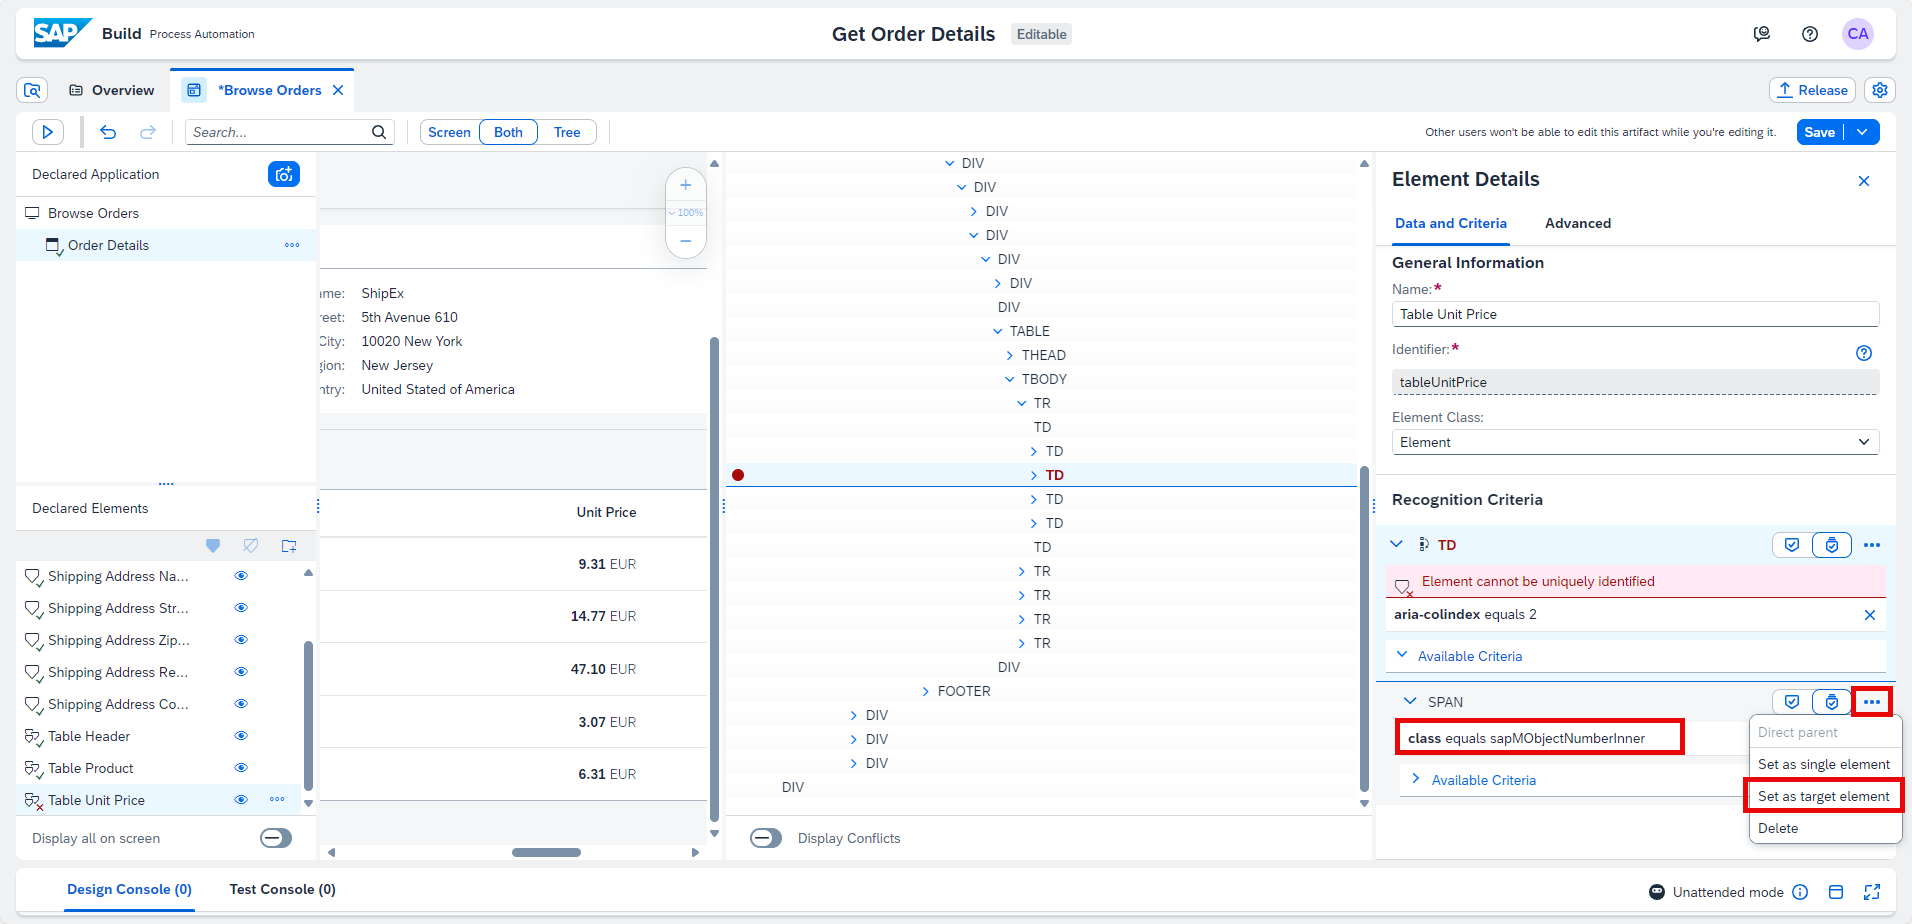 SAP Build Process Automation
Get Order Details Editable
CA
Overview
*Browse Orders
Release
Search...
Screen Both Tree
Other users won't be able to edit this artifact while you're editing it.
Save
Declared Application
Browse Orders
Order Details
Declared Elements
Shipping Address Na...
Shipping Address Str...
Shipping Address Zip...
Shipping Address Re...
Shipping Address Co...
Table Header
Table Product
Table Unit Price
Display all on screen
100%
me: ShipEx
reet: 5th Avenue 610
City: 10020 New York
gion: New Jersey
ntry: United Stated of America
Unit Price
9.31 EUR
14.77 EUR
47.10 EUR
3.07 EUR
6.31 EUR
DIV
DIV
DIV
DIV
DIV
DIV
DIV
TABLE
THEAD
TBODY
TR
TD
TD
TD
TD
TD
TD
TR
TR
TR
TR
DIV
FOOTER
DIV
DIV
DIV
DIV
Display Conflicts
Element Details
Data and Criteria Advanced
General Information
Name:*
Table Unit Price
Identifier:*
tableUnitPrice
Element Class:
Element
Recognition Criteria
TD
Element cannot be uniquely identified
aria-colindex equals 2
Available Criteria
SPAN
class equals sapMObjectNumberInner
Available Criteria
Direct parent
Set as single element
Set as target element
Delete
Design Console (0) Test Console (0)
Unattended mode